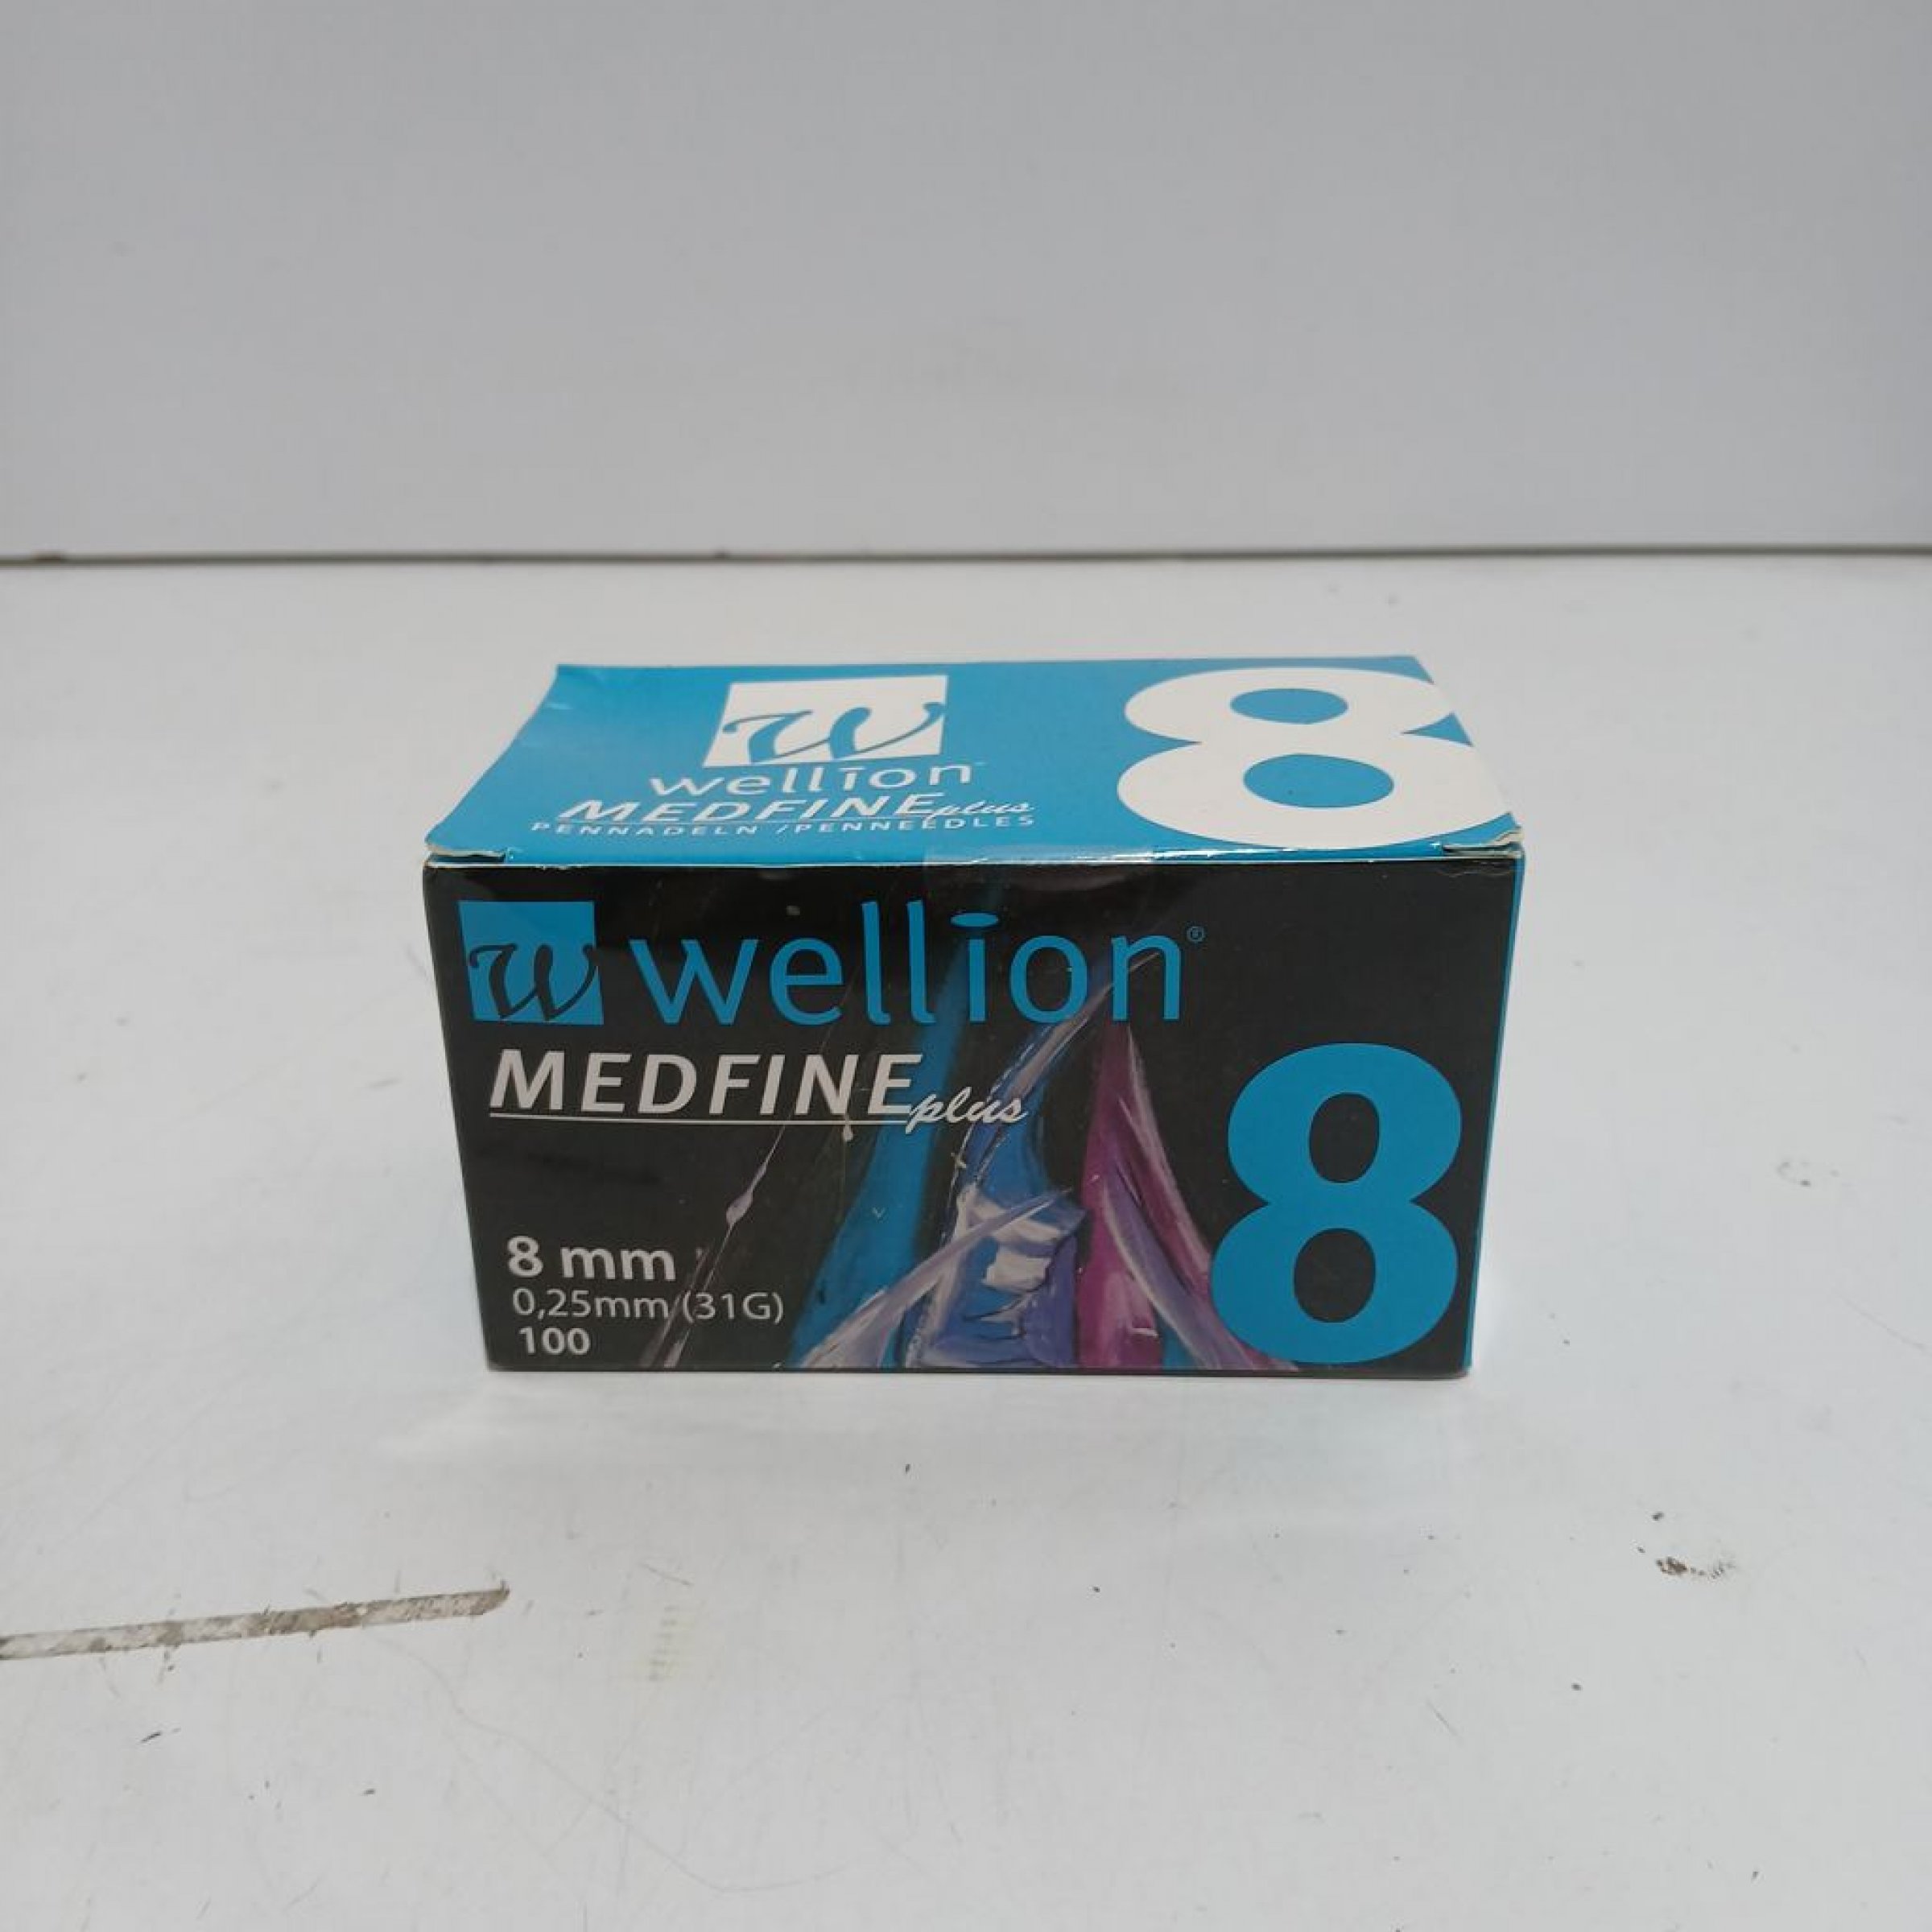 w
wellion
MEDFINE plus
PENNADELN /PENNEEDLES
8
w wellion®
MEDFINE plus
8
8 mm
0,25mm (31G)
100